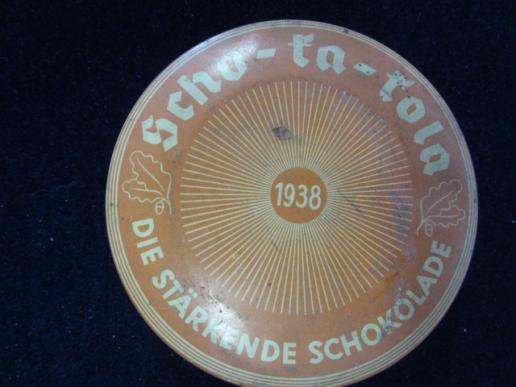 Scho-ka-kola
1938
DIE STÄRKENDE SCHOKOLADE